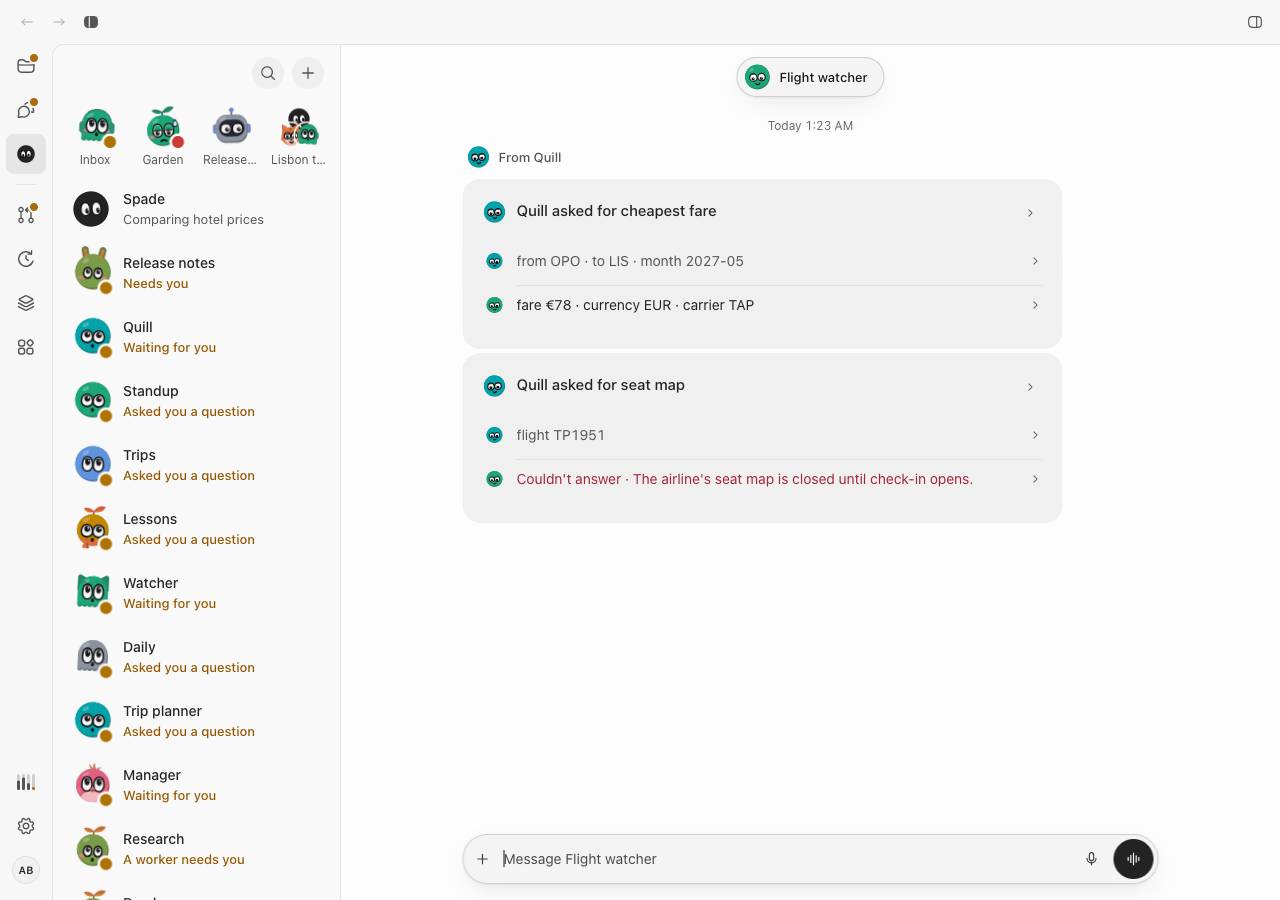 Inbox
Garden
Release...
Lisbon t...
Spade
Comparing hotel prices
Release notes
Needs you
Quill
Waiting for you
Standup
Asked you a question
Trips
Asked you a question
Lessons
Asked you a question
Watcher
Waiting for you
Daily
Asked you a question
Trip planner
Asked you a question
Manager
Waiting for you
Research
A worker needs you
AB
Flight watcher
Today 1:23 AM
From Quill
Quill asked for cheapest fare
from OPO · to LIS · month 2027-05
fare €78 · currency EUR · carrier TAP
Quill asked for seat map
flight TP1951
Couldn't answer · The airline's seat map is closed until check-in opens.
Message Flight watcher